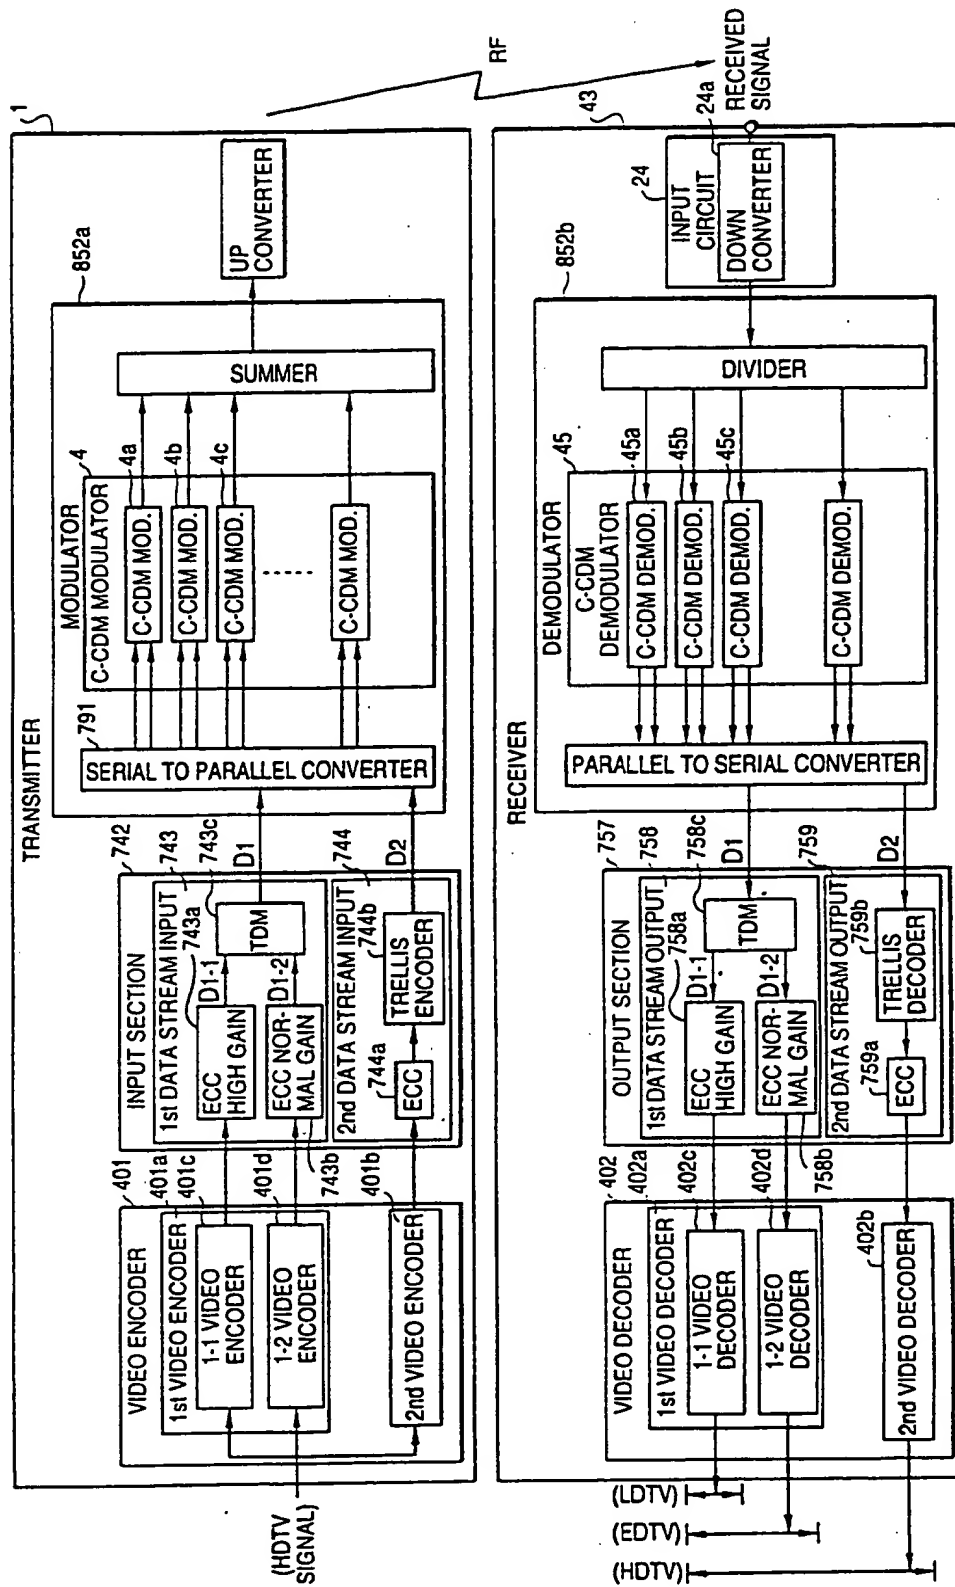 TRANSMITTER
1
VIDEO ENCODER
401
1st VIDEO ENCODER
401a
401c
1-1 VIDEO
ENCODER
401d
1-2 VIDEO
ENCODER
401b
2nd VIDEO ENCODER
(HDTV
SIGNAL)
INPUT SECTION
742
1st DATA STREAM INPUT
743
743a
ECC
HIGH GAIN
D1-1
743c
TDM
ECC NOR-
MAL GAIN
D1-2
743b
2nd DATA STREAM INPUT
744
744a
ECC
744b
TRELLIS
ENCODER
D1
D2
791
SERIAL TO PARALLEL CONVERTER
MODULATOR
C-CDM MODULATOR
4
4a
C-CDM MOD.
4b
C-CDM MOD.
4c
C-CDM MOD.
C-CDM MOD.
852a
SUMMER
UP
CONVERTER
RF
RECEIVED
SIGNAL
RECEIVER
43
24
INPUT
CIRCUIT
24a
DOWN
CONVERTER
852b
DIVIDER
DEMODULATOR
C-CDM
DEMODULATOR
45
45a
C-CDM DEMOD.
45b
C-CDM DEMOD.
45c
C-CDM DEMOD.
C-CDM DEMOD.
PARALLEL TO SERIAL CONVERTER
D1
D2
OUTPUT SECTION
757
1st DATA STREAM OUTPUT
758
758a
ECC
HIGH GAIN
D1-1
758c
TDM
ECC NOR-
MAL GAIN
D1-2
758b
2nd DATA STREAM OUTPUT
759
759a
ECC
759b
TRELLIS
DECODER
VIDEO DECODER
402
1st VIDEO DECODER
402a
402c
1-1 VIDEO
DECODER
402d
1-2 VIDEO
DECODER
402b
2nd VIDEO DECODER
(LDTV)
(EDTV)
(HDTV)